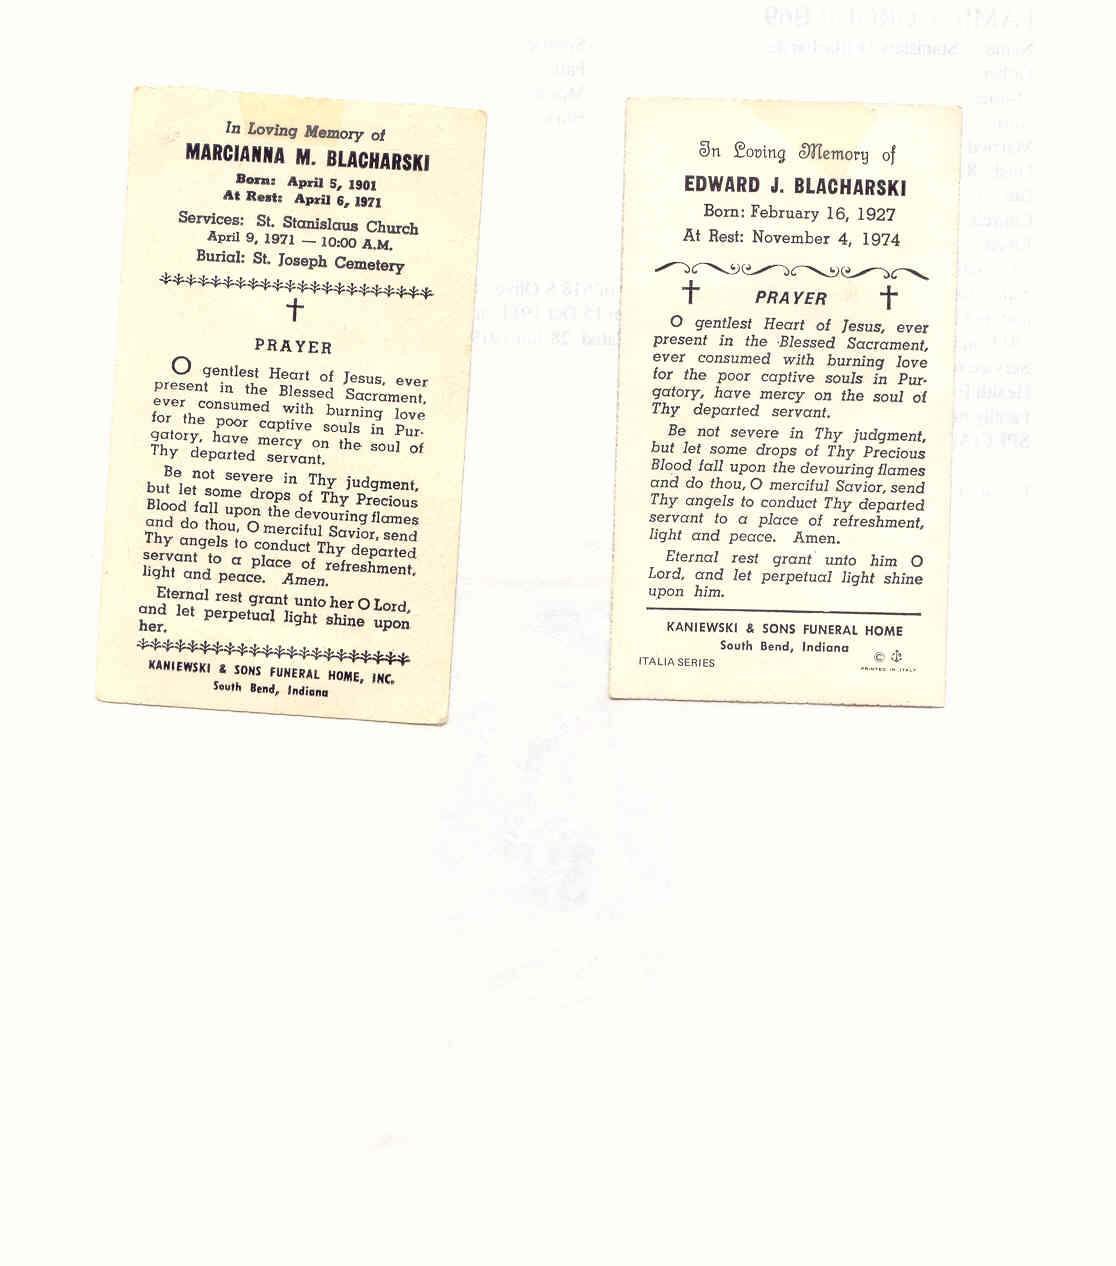 In Loving Memory of
MARCIANNA M. BLACHARSKI
Born: April 5, 1901
At Rest: April 6, 1971
Services: St. Stanislaus Church
April 9, 1971 — 10:00 A.M.
Burial: St. Joseph Cemetery
PRAYER
O gentlest Heart of Jesus, ever
present in the Blessed Sacrament,
ever consumed with burning love
for the poor captive souls in Pur-
gatory, have mercy on the soul of
Thy departed servant.
Be not severe in Thy judgment,
but let some drops of Thy Precious
Blood fall upon the devouring flames
and do thou, O merciful Savior, send
Thy angels to conduct Thy departed
servant to a place of refreshment,
light and peace. Amen.
Eternal rest grant unto her O Lord,
and let perpetual light shine upon
her.
KANIEWSKI & SONS FUNERAL HOME, INC.
South Bend, Indiana
In Loving Memory of
EDWARD J. BLACHARSKI
Born: February 16, 1927
At Rest: November 4, 1974
PRAYER
O gentlest Heart of Jesus, ever
present in the Blessed Sacrament,
ever consumed with burning love
for the poor captive souls in Pur-
gatory, have mercy on the soul of
Thy departed servant.
Be not severe in Thy judgment,
but let some drops of Thy Precious
Blood fall upon the devouring flames
and do thou, O merciful Savior, send
Thy angels to conduct Thy departed
servant to a place of refreshment,
light and peace. Amen.
Eternal rest grant unto him O
Lord, and let perpetual light shine
upon him.
KANIEWSKI & SONS FUNERAL HOME
South Bend, Indiana
ITALIA SERIES
©
PRINTED IN ITALY